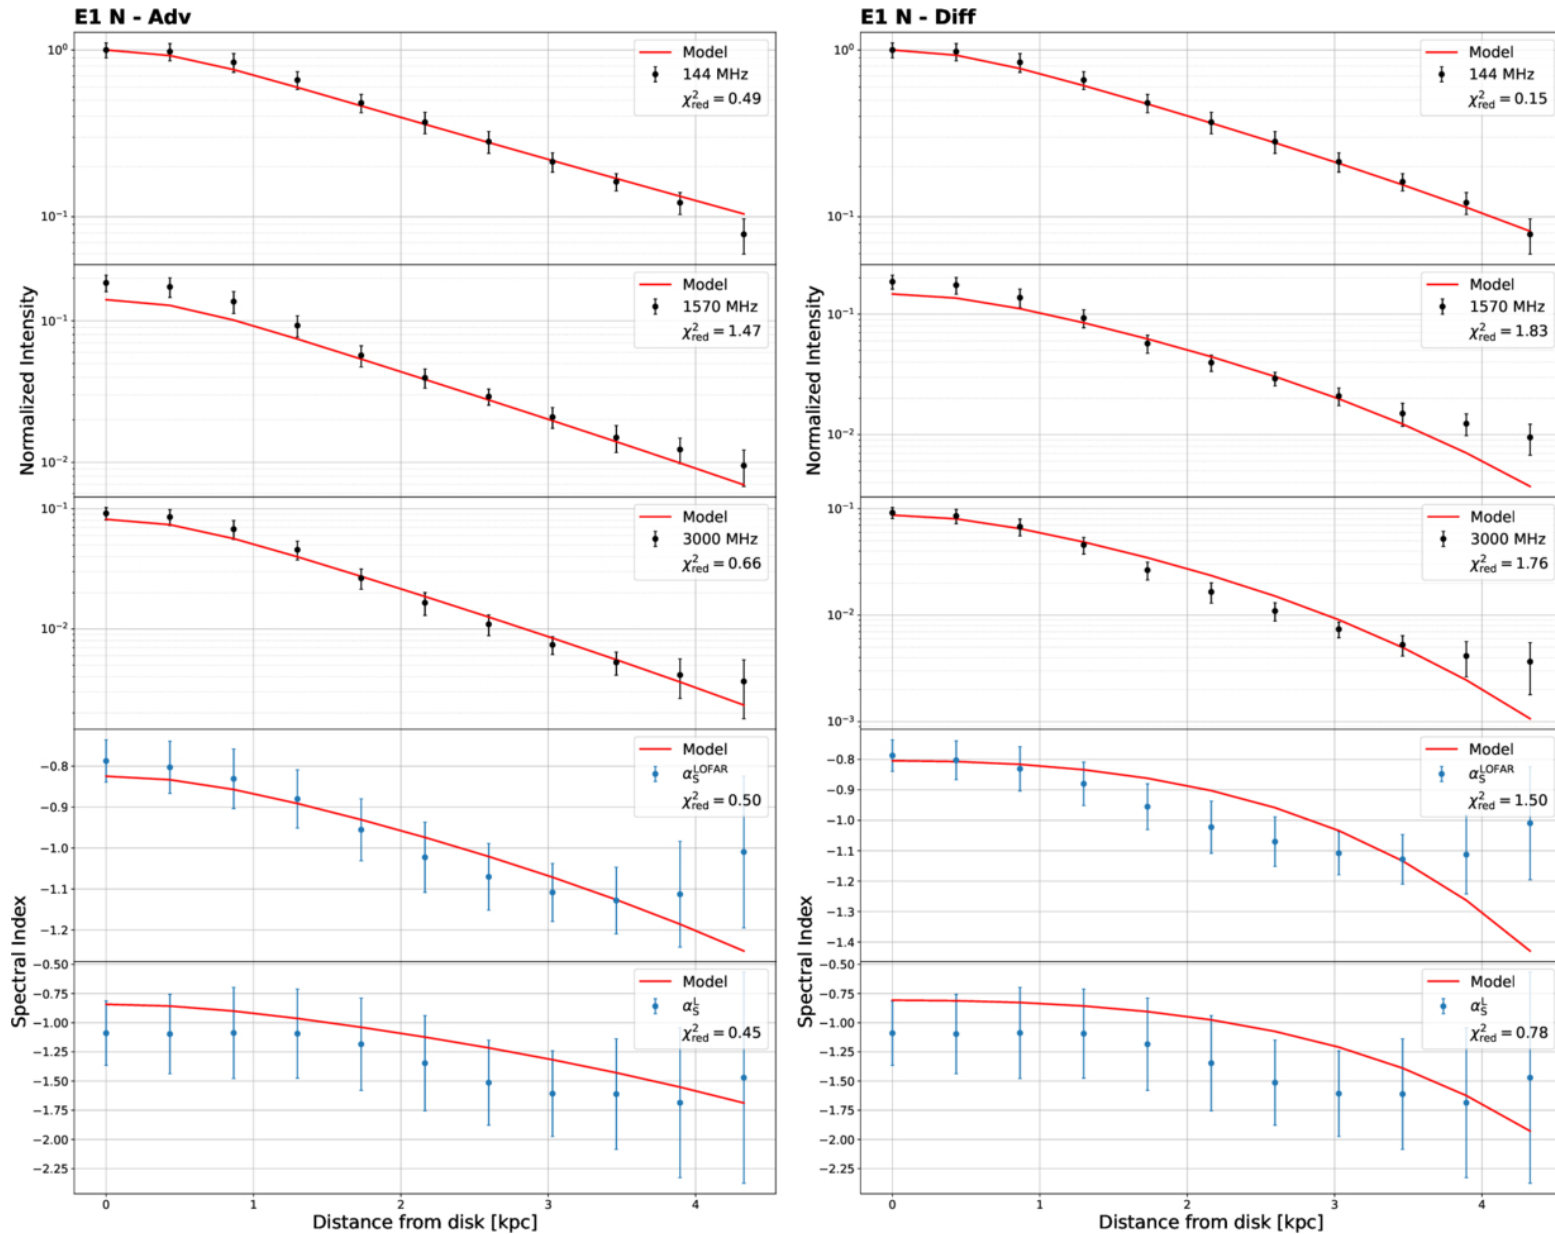 E1 N - Adv
10⁰
10⁻¹
Model
144 MHz
χ²red = 0.49
Normalized Intensity
10⁻¹
10⁻²
Model
1570 MHz
χ²red = 1.47
10⁻¹
10⁻²
Model
3000 MHz
χ²red = 0.66
Spectral Index
−0.8
−0.9
−1.0
−1.1
−1.2
Model
α_S^LOFAR
χ²red = 0.50
−0.50
−0.75
−1.00
−1.25
−1.50
−1.75
−2.00
−2.25
Model
α_S^L
χ²red = 0.45
0 1 2 3 4
Distance from disk [kpc]
E1 N - Diff
10⁰
10⁻¹
Model
144 MHz
χ²red = 0.15
Normalized Intensity
10⁻¹
10⁻²
Model
1570 MHz
χ²red = 1.83
10⁻¹
10⁻²
10⁻³
Model
3000 MHz
χ²red = 1.76
Spectral Index
−0.8
−0.9
−1.0
−1.1
−1.2
−1.3
−1.4
Model
α_S^LOFAR
χ²red = 1.50
−0.50
−0.75
−1.00
−1.25
−1.50
−1.75
−2.00
−2.25
Model
α_S^L
χ²red = 0.78
0 1 2 3 4
Distance from disk [kpc]